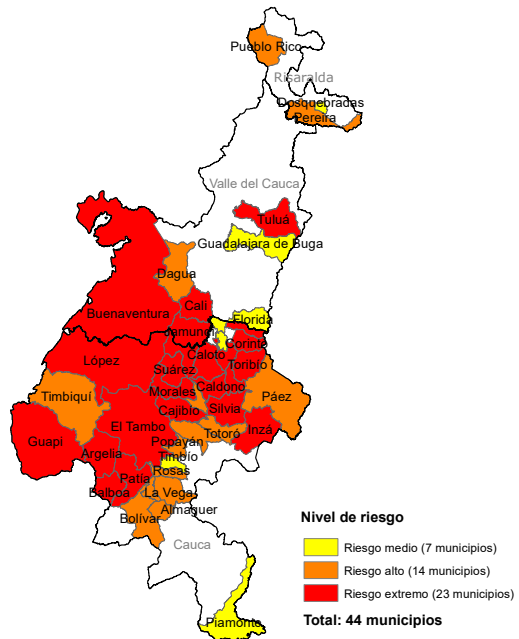 Pueblo Rico
Risaralda
Dosquebradas
Pereira
Valle del Cauca
Tuluá
Guadalajara de Buga
Dagua
Cali
Buenaventura
Florida
Jamundí
Corinto
López
Caloto
Suárez
Toribío
Morales
Caldono
Timbiquí
Páez
Cajibío
Silvia
El Tambo
Guapi
Popayán
Totoró
Inzá
Argelia
Timbío
Rosas
Patía
Balboa
La Vega
Almaguer
Bolívar
Cauca
Piamonte
Nivel de riesgo
Riesgo medio (7 municipios)
Riesgo alto (14 municipios)
Riesgo extremo (23 municipios)
Total: 44 municipios